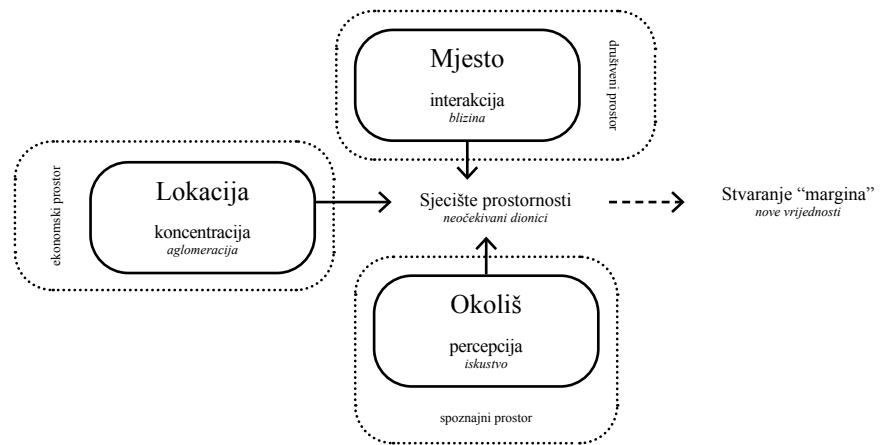 Mjesto
interakcija
blizina
društveni prostor
ekonomski prostor
Lokacija
koncentracija
aglomeracija
Sjecište prostornosti
neočekivani dionici
Stvaranje “margina”
nove vrijednosti
Okoliš
percepcija
iskustvo
spoznajni prostor